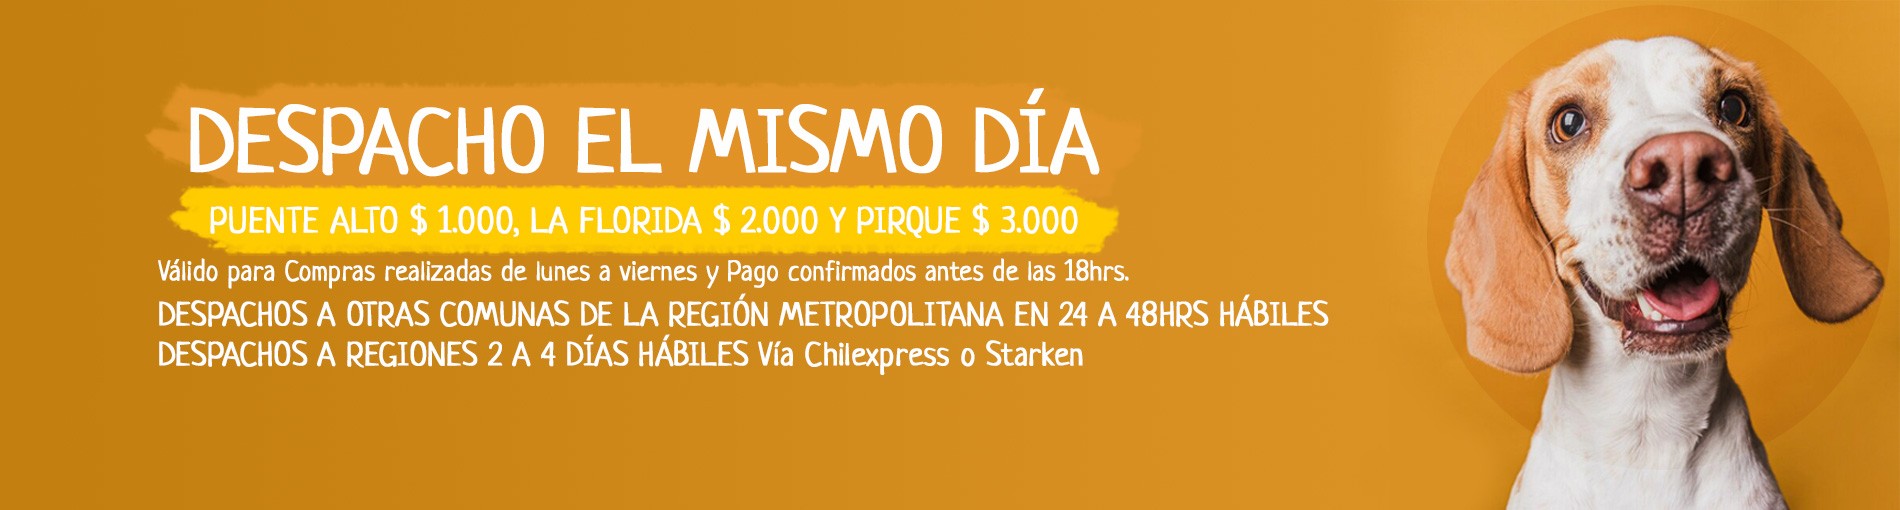 DESPACHO EL MISMO DÍA
PUENTE ALTO $ 1.000, LA FLORIDA $ 2.000 Y PIRQUE $ 3.000
Válido para Compras realizadas de lunes a viernes y Pago confirmados antes de las 18hrs.
DESPACHOS A OTRAS COMUNAS DE LA REGIÓN METROPOLITANA EN 24 A 48HRS HÁBILES
DESPACHOS A REGIONES 2 A 4 DÍAS HÁBILES Vía Chilexpress o Starken